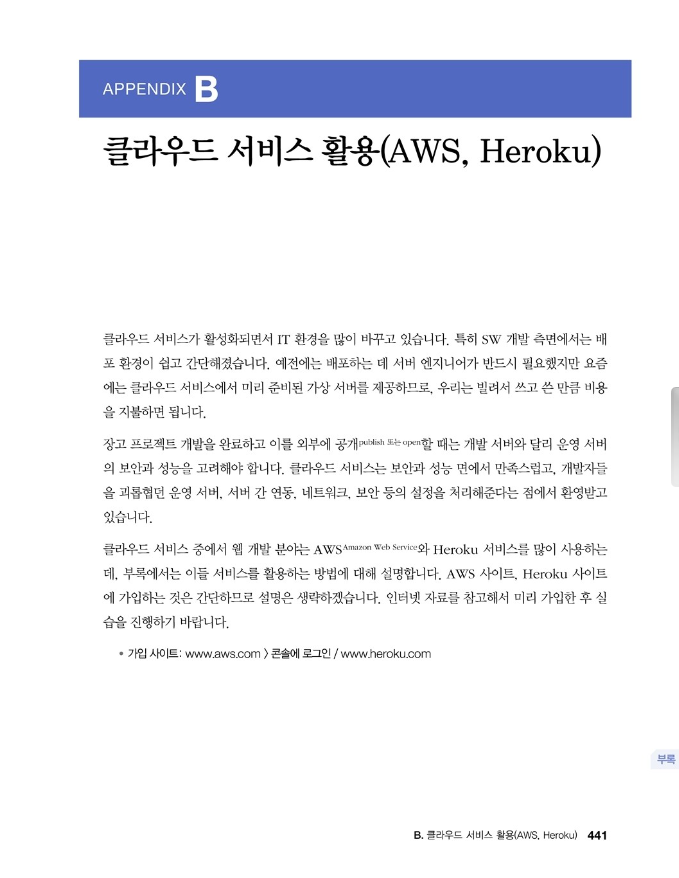 APPENDIX B
클라우드 서비스 활용(AWS, Heroku)
클라우드 서비스가 활성화되면서 IT 환경을 많이 바꾸고 있습니다. 특히 SW 개발 측면에서는 배
포 환경이 쉽고 간단해졌습니다. 예전에는 배포하는 데 서버 엔지니어가 반드시 필요했지만 요즘
에는 클라우드 서비스에서 미리 준비된 가상 서버를 제공하므로, 우리는 빌려서 쓰고 쓴 만큼 비용
을 지불하면 됩니다.
장고 프로젝트 개발을 완료하고 이를 외부에 공개publish 또는 open할 때는 개발 서버와 달리 운영 서버
의 보안과 성능을 고려해야 합니다. 클라우드 서비스는 보안과 성능 면에서 만족스럽고, 개발자들
을 괴롭협던 운영 서버, 서버 간 연동, 네트워크, 보안 등의 설정을 처리해준다는 점에서 환영받고
있습니다.
클라우드 서비스 중에서 웹 개발 분야는 AWSAmazon Web Service와 Heroku 서비스를 많이 사용하는
데, 부록에서는 이들 서비스를 활용하는 방법에 대해 설명합니다. AWS 사이트, Heroku 사이트
에 가입하는 것은 간단하므로 설명은 생략하겠습니다. 인터넷 자료를 참고해서 미리 가입한 후 실
습을 진행하기 바랍니다.
• 가입 사이트: www.aws.com > 콘솔에 로그인 / www.heroku.com
부록
B. 클라우드 서비스 활용(AWS, Heroku) 441